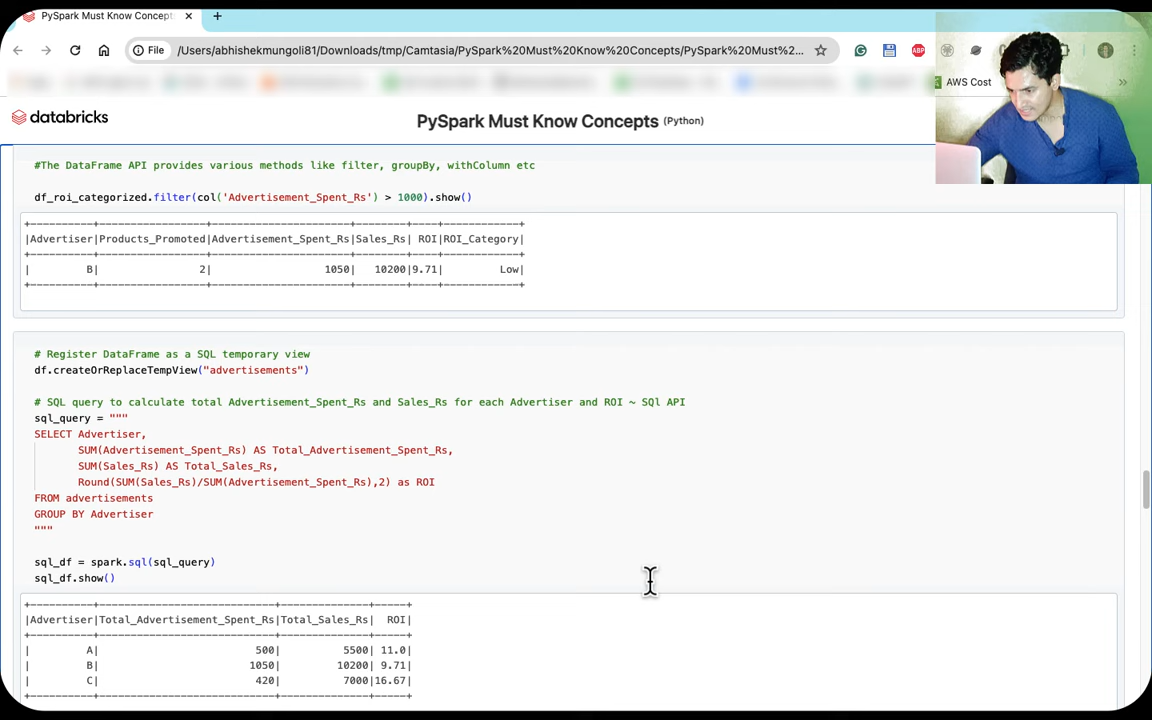 PySpark Must Know Concept
File
/Users/abhishekmungoli81/Downloads/tmp/Camtasia/PySpark%20Must%20Know%20Concepts/PySpark%20Must%2...
ABP
AWS Cost
databricks
PySpark Must Know Concepts (Python)
#The DataFrame API provides various methods like filter, groupBy, withColumn etc
df_roi_categorized.filter(col('Advertisement_Spent_Rs') > 1000).show()
+----------+-----------------+----------------------+--------+----+------------+
|Advertiser|Products_Promoted|Advertisement_Spent_Rs|Sales_Rs| ROI|ROI_Category|
+----------+-----------------+----------------------+--------+----+------------+
| B| 2| 1050| 10200|9.71| Low|
+----------+-----------------+----------------------+--------+----+------------+
# Register DataFrame as a SQL temporary view
df.createOrReplaceTempView("advertisements")
# SQL query to calculate total Advertisement_Spent_Rs and Sales_Rs for each Advertiser and ROI ~ SQl API
sql_query = """
SELECT Advertiser,
SUM(Advertisement_Spent_Rs) AS Total_Advertisement_Spent_Rs,
SUM(Sales_Rs) AS Total_Sales_Rs,
Round(SUM(Sales_Rs)/SUM(Advertisement_Spent_Rs),2) as ROI
FROM advertisements
GROUP BY Advertiser
"""
sql_df = spark.sql(sql_query)
sql_df.show()
+----------+----------------------------+--------------+-----+
|Advertiser|Total_Advertisement_Spent_Rs|Total_Sales_Rs| ROI|
+----------+----------------------------+--------------+-----+
| A| 500| 5500| 11.0|
| B| 1050| 10200| 9.71|
| C| 420| 7000|16.67|
+----------+----------------------------+--------------+-----+